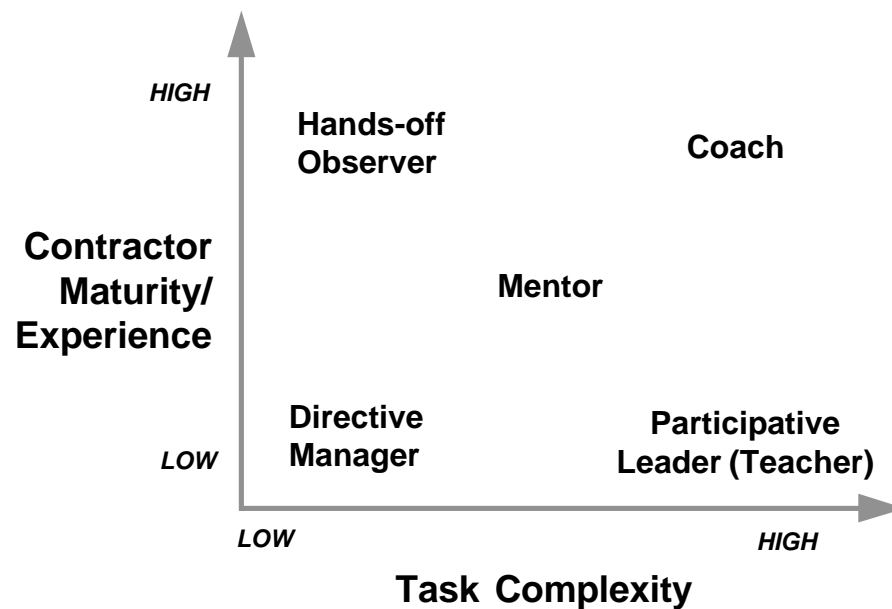 HIGH
Hands-off
Observer
Coach
Contractor
Maturity/
Experience
Mentor
Directive
Manager
Participative
Leader (Teacher)
LOW
LOW
HIGH
Task Complexity